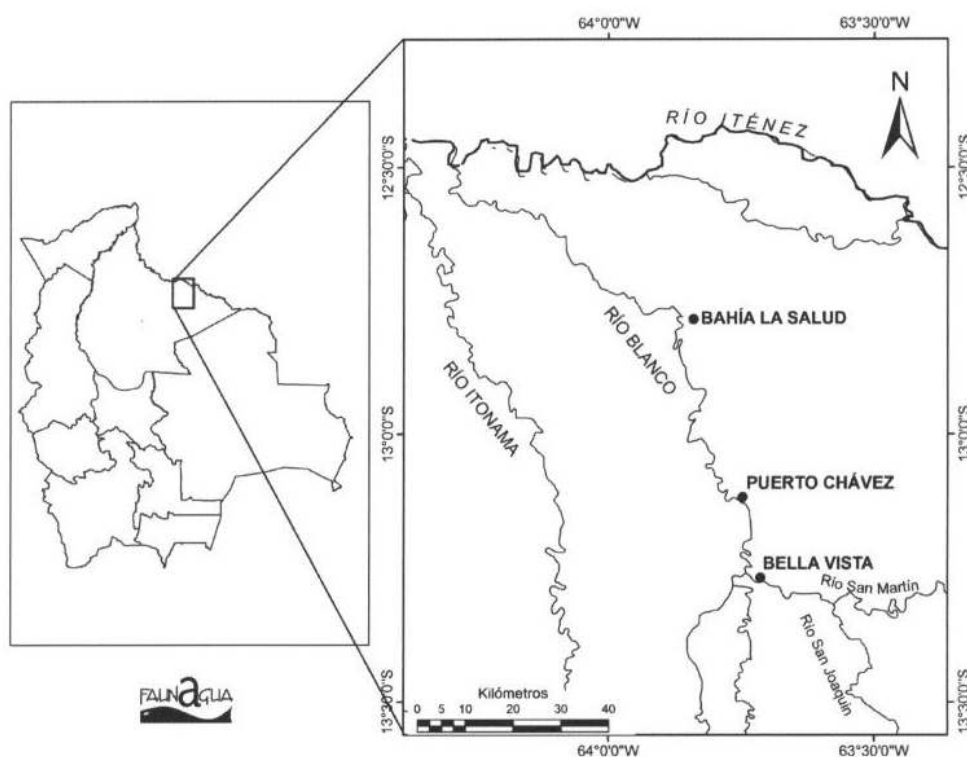 64°0'0"W
63°30'0"W
N
RÍO ITÉNEZ
12°30'0"S
12°30'0"S
BAHÍA LA SALUD
RÍO BLANCO
RÍO ITONAMA
13°0'0"S
13°0'0"S
PUERTO CHÁVEZ
BELLA VISTA
Río San Martín
Río San Joaquin
FAUNAGUA
Kilómetros
0 5 10 20 30 40
13°30'0"S
13°30'0"S
64°0'0"W
63°30'0"W